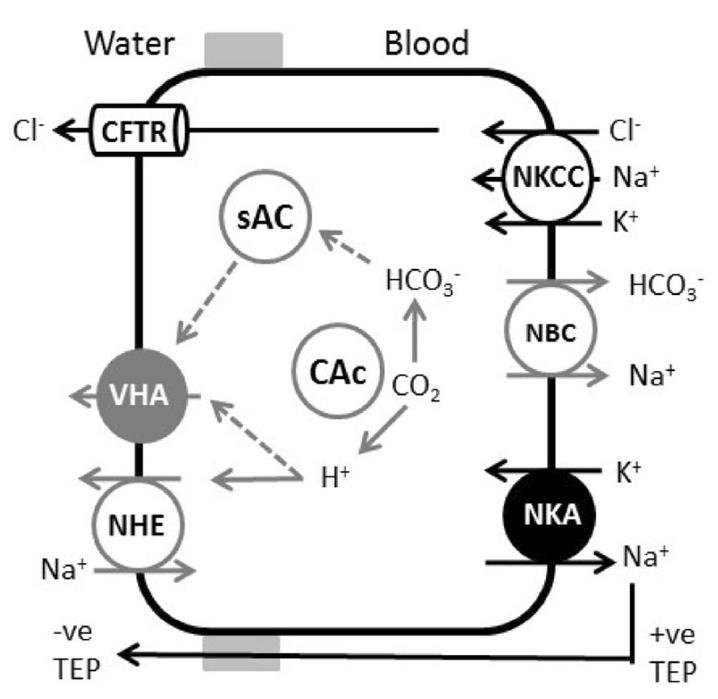 Water Blood
Cl⁻ CFTR Cl⁻
NKCC Na⁺
sAC K⁺
HCO₃⁻ HCO₃⁻
NBC
CAc
VHA CO₂ Na⁺
H⁺ K⁺
NHE NKA
Na⁺ Na⁺
-ve +ve
TEP TEP